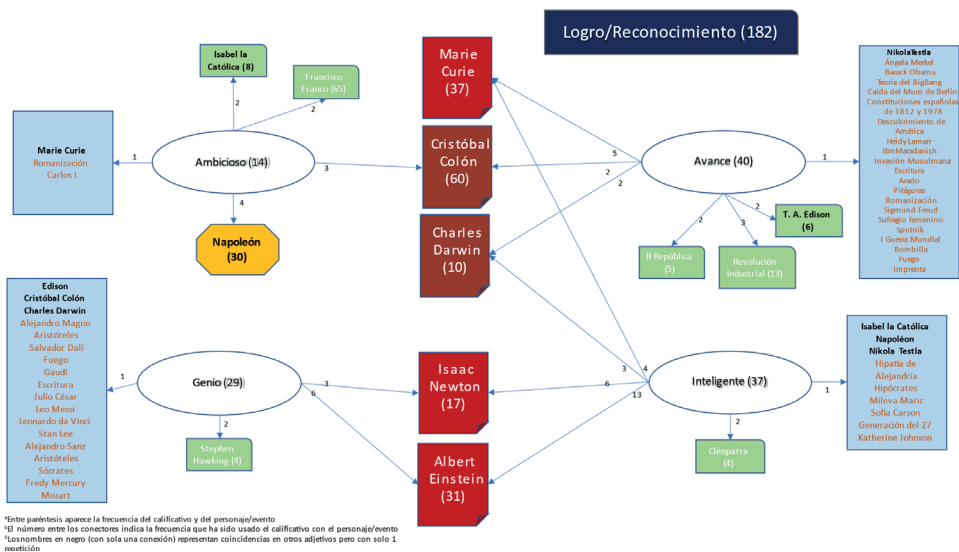 Logro/Reconocimiento (182)
Isabel la
Católica (8)
Francisco
Franco (65)
Marie
Curie
(37)
NikolaTestla
Ángela Merkel
Barack Obama
Teoría del BigBang
Caída del Muro de Berlín
Constituciones españolas
de 1812 y 1978
Descubrimiento de
América
HeidyLamarr
IbnMaradanish
Invasión Musulmana
Escritura
Arado
Pitágoras
Romanización
Sigmund Freud
Sufragio femenino
Sputnik
I Guerra Mundial
Bombilla
Fuego
Imprenta
2
2
Marie Curie
Romanización
Carlos I
1
Ambicioso (14)
3
4
Cristóbal
Colón
(60)
5
2
2
Avance (40)
1
2
3
2
T. A. Edison
(6)
II República
(5)
Revolución
Industrial (13)
Napoleón
(30)
Charles
Darwin
(10)
Edison
Cristóbal Colón
Charles Darwin
Alejandro Magno
Aristóteles
Salvador Dalí
Fuego
Gaudí
Escritura
Julio César
Leo Messi
Leonardo da Vinci
Stan Lee
Alejandro Sanz
Aristóteles
Sócrates
Fredy Mercury
Mozart
1
Genio (29)
3
6
2
Stephen
Hawking (4)
Isaac
Newton
(17)
Albert
Einstein
(31)
3
4
6
13
Inteligente (37)
1
2
Cleopatra
(4)
Isabel la Católica
Napoléón
Nikola Testla
Hipatia de
Alejandría
Hipócrates
Mileva Maric
Sofía Carson
Generación del 27
Katherine Johnson
ªEntre paréntesis aparece la frecuencia del calificativo y del personaje/evento
ᵇEl número entre los conectores indica la frecuencia que ha sido usado el calificativo con el personaje/evento
ᶜLosnombres en negro (con sola una conexión) representan coincidencias en otros adjetivos pero con solo 1
repetición